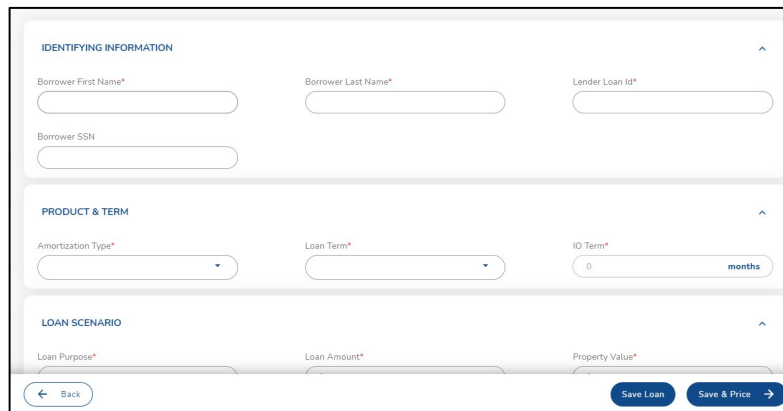 IDENTIFYING INFORMATION
Borrower First Name* Borrower Last Name* Lender Loan Id*
Borrower SSN
PRODUCT & TERM
Amortization Type* Loan Term* IO Term*
0 months
LOAN SCENARIO
Loan Purpose* Loan Amount* Property Value*
Back Save Loan Save & Price